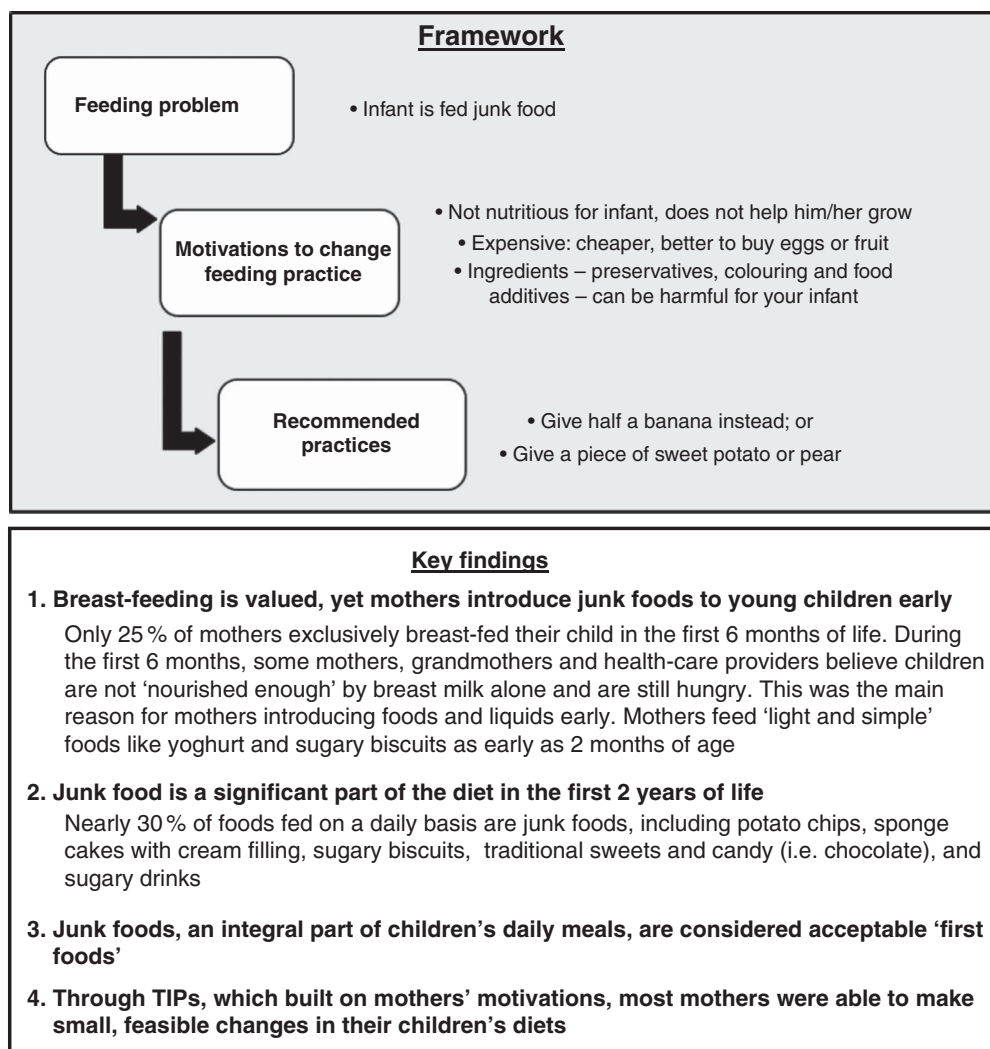 Framework
Feeding problem
• Infant is fed junk food
Motivations to change
feeding practice
• Not nutritious for infant, does not help him/her grow
• Expensive: cheaper, better to buy eggs or fruit
• Ingredients – preservatives, colouring and food
additives – can be harmful for your infant
Recommended
practices
• Give half a banana instead; or
• Give a piece of sweet potato or pear
Key findings
1. Breast-feeding is valued, yet mothers introduce junk foods to young children early
Only 25 % of mothers exclusively breast-fed their child in the first 6 months of life. During
the first 6 months, some mothers, grandmothers and health-care providers believe children
are not ‘nourished enough’ by breast milk alone and are still hungry. This was the main
reason for mothers introducing foods and liquids early. Mothers feed ‘light and simple’
foods like yoghurt and sugary biscuits as early as 2 months of age
2. Junk food is a significant part of the diet in the first 2 years of life
Nearly 30 % of foods fed on a daily basis are junk foods, including potato chips, sponge
cakes with cream filling, sugary biscuits, traditional sweets and candy (i.e. chocolate), and
sugary drinks
3. Junk foods, an integral part of children’s daily meals, are considered acceptable ‘first
foods’
4. Through TIPs, which built on mothers’ motivations, most mothers were able to make
small, feasible changes in their children’s diets